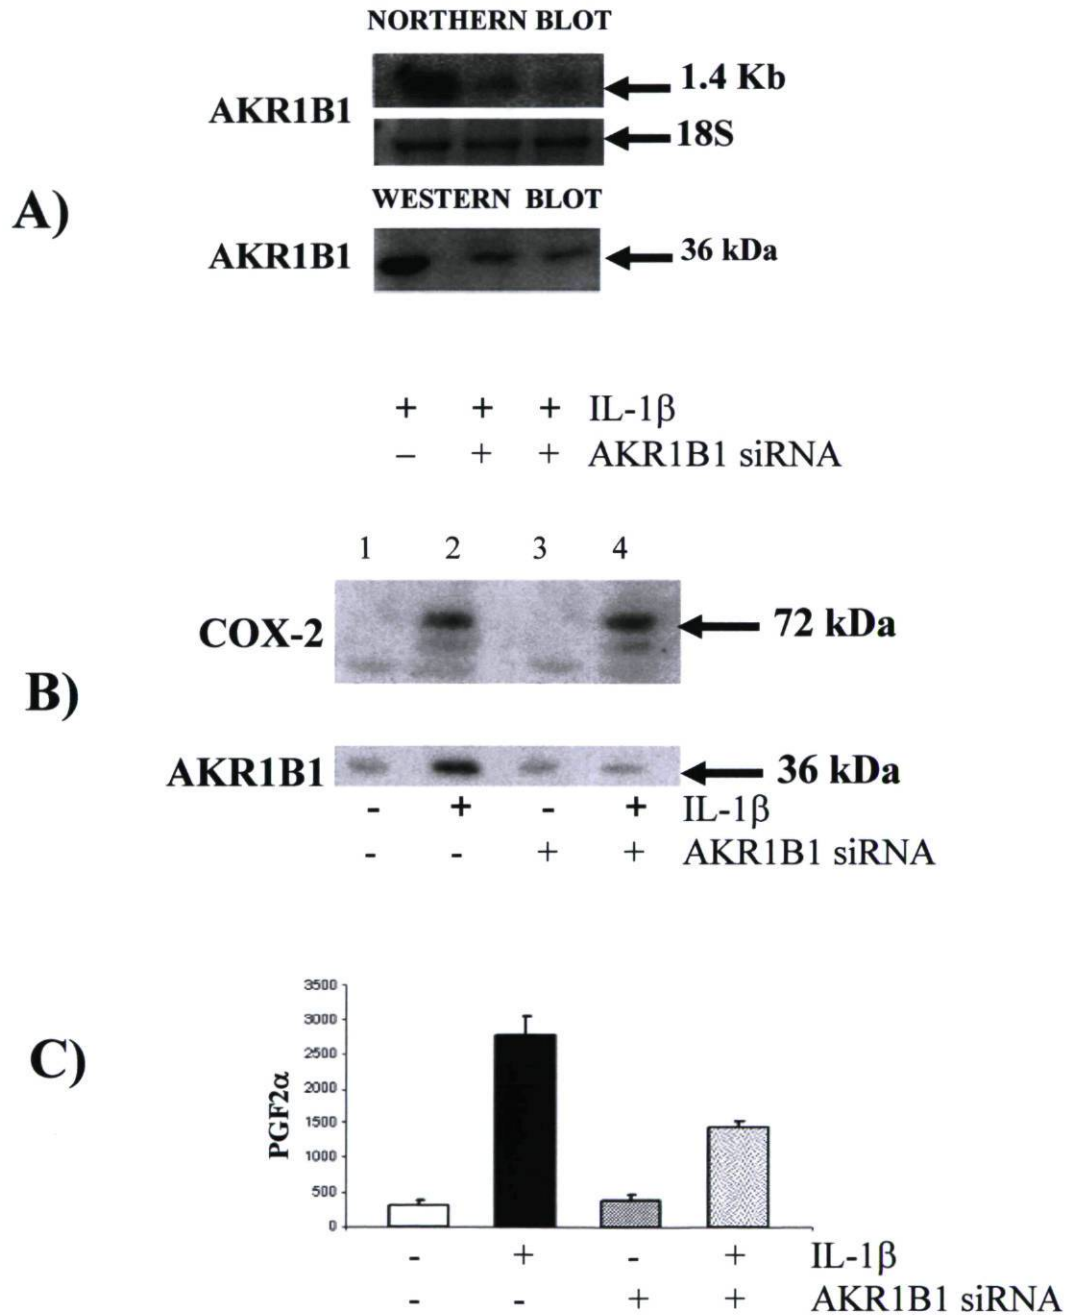 NORTHERN BLOT
AKR1B1
1.4 Kb
18S
A)
WESTERN BLOT
AKR1B1
36 kDa
+ + + IL-1β
– + + AKR1B1 siRNA
1 2 3 4
COX-2
72 kDa
B)
AKR1B1
36 kDa
- + - + IL-1β
- - + + AKR1B1 siRNA
C)
PGF2α
3500
3000
2500
2000
1500
1000
500
0
- + - + IL-1β
- - + + AKR1B1 siRNA